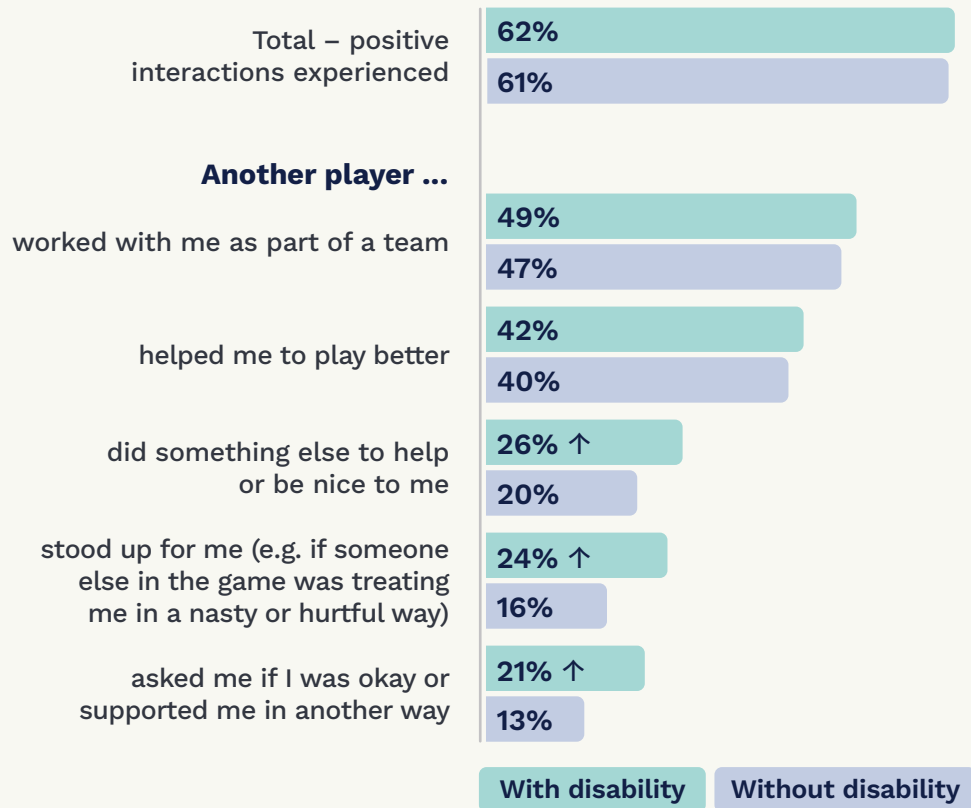 Total – positive
interactions experienced
62%
61%
Another player ...
worked with me as part of a team
49%
47%
helped me to play better
42%
40%
did something else to help
or be nice to me
26% ↑
20%
stood up for me (e.g. if someone
else in the game was treating
me in a nasty or hurtful way)
24% ↑
16%
asked me if I was okay or
supported me in another way
21% ↑
13%
With disability
Without disability